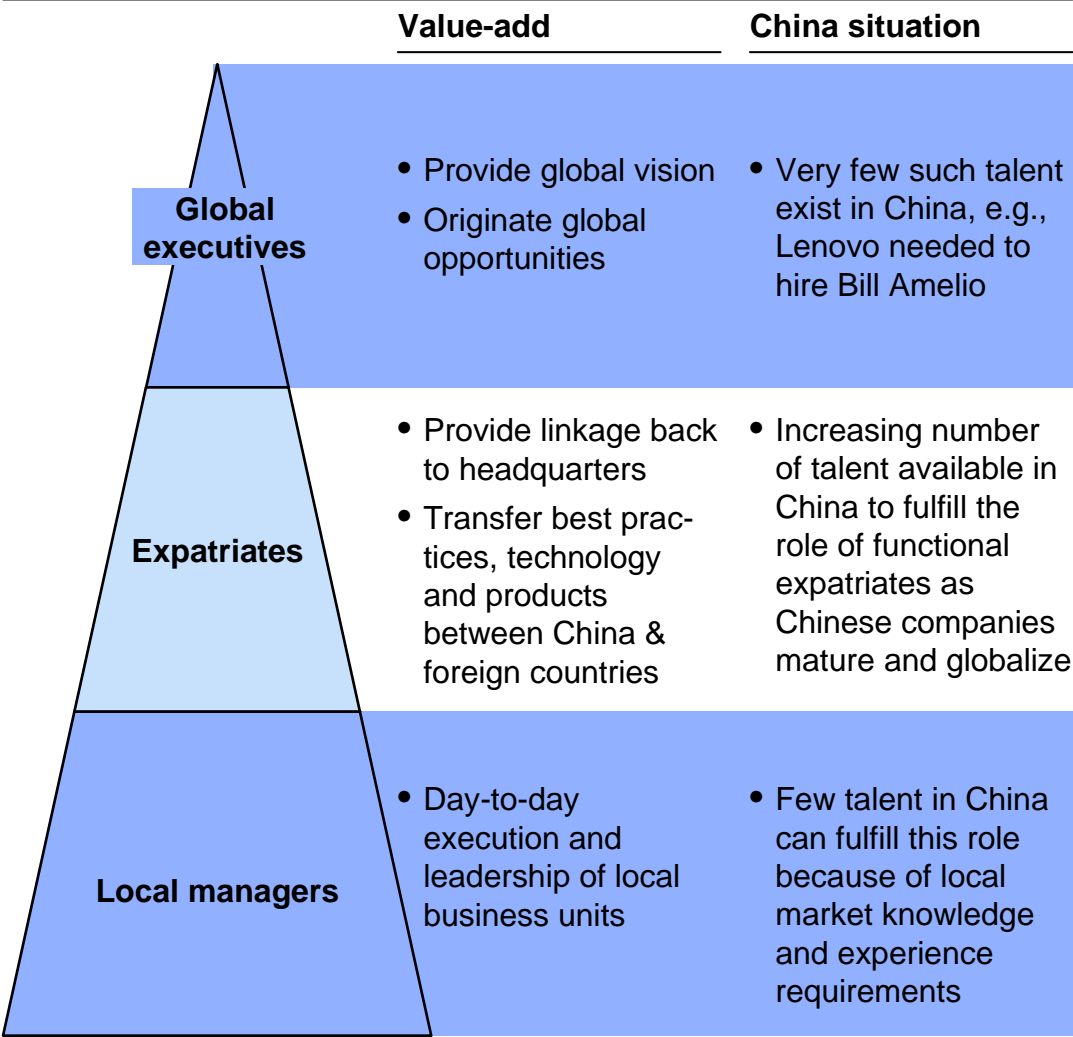 Value-add
China situation
Global
executives
• Provide global vision
• Originate global
opportunities
• Very few such talent
exist in China, e.g.,
Lenovo needed to
hire Bill Amelio
Expatriates
• Provide linkage back
to headquarters
• Transfer best prac-
tices, technology
and products
between China &
foreign countries
• Increasing number
of talent available in
China to fulfill the
role of functional
expatriates as
Chinese companies
mature and globalize
Local managers
• Day-to-day
execution and
leadership of local
business units
• Few talent in China
can fulfill this role
because of local
market knowledge
and experience
requirements